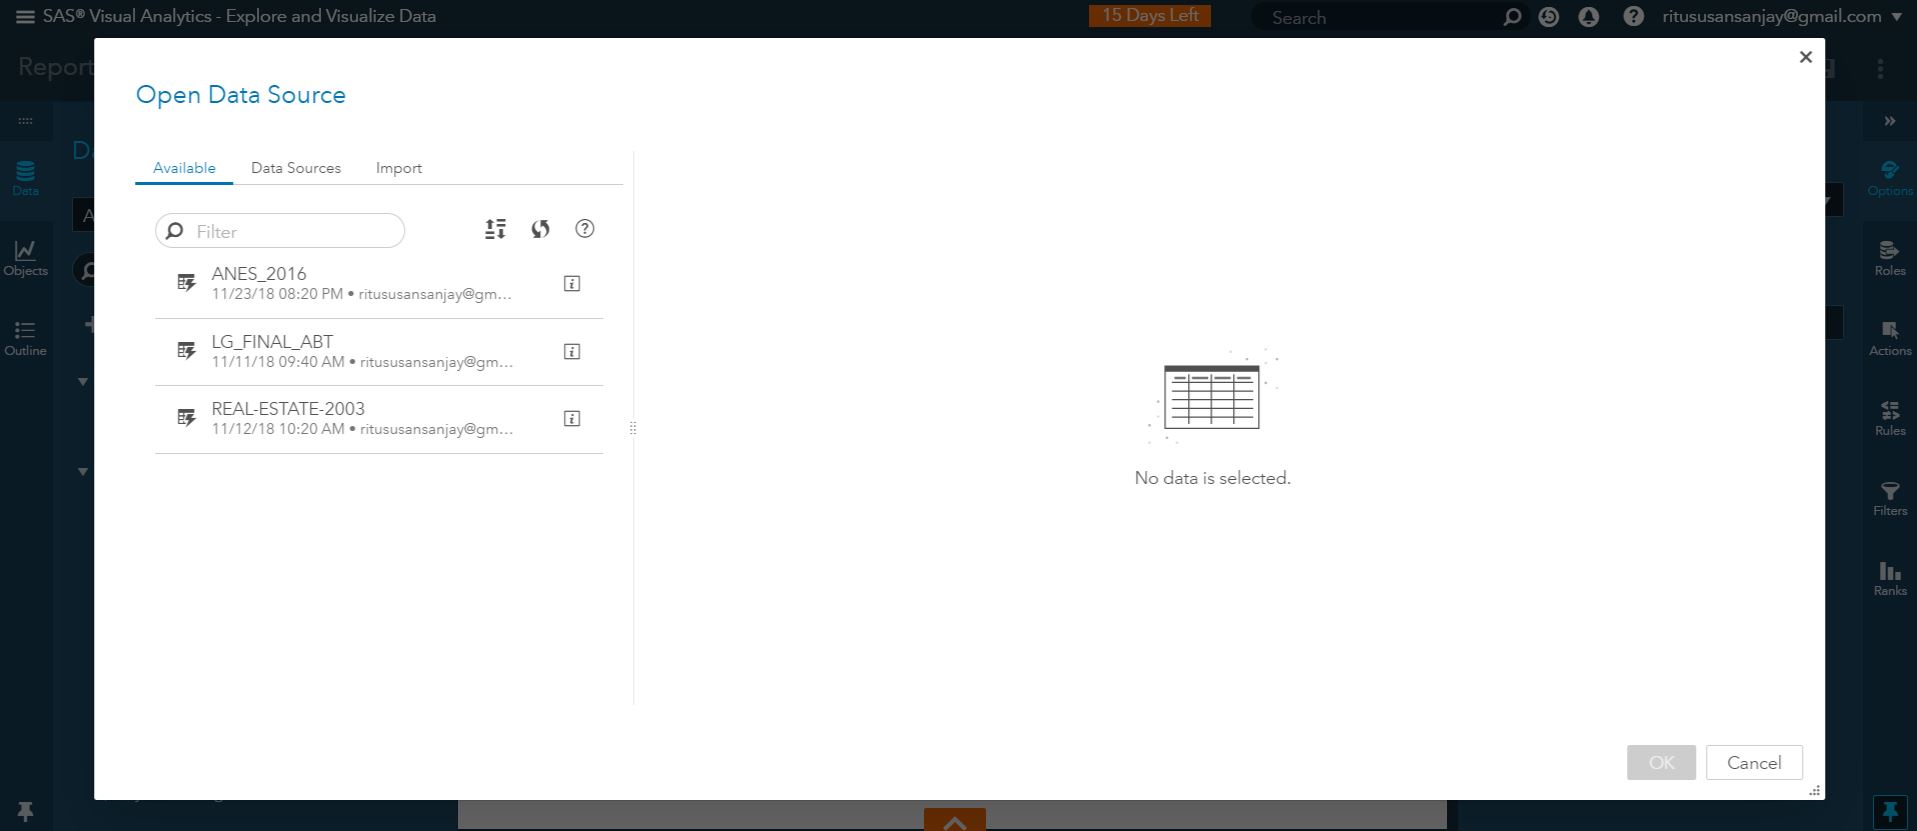 SAS® Visual Analytics - Explore and Visualize Data
15 Days Left
Search
ritususansanjay@gmail.com
Report
Open Data Source
Available Data Sources Import
Filter
ANES_2016
11/23/18 08:20 PM • ritususansanjay@gm...
LG_FINAL_ABT
11/11/18 09:40 AM • ritususansanjay@gm...
REAL-ESTATE-2003
11/12/18 10:20 AM • ritususansanjay@gm...
No data is selected.
OK
Cancel
Data
Objects
Outline
Options
Roles
Actions
Rules
Filters
Ranks